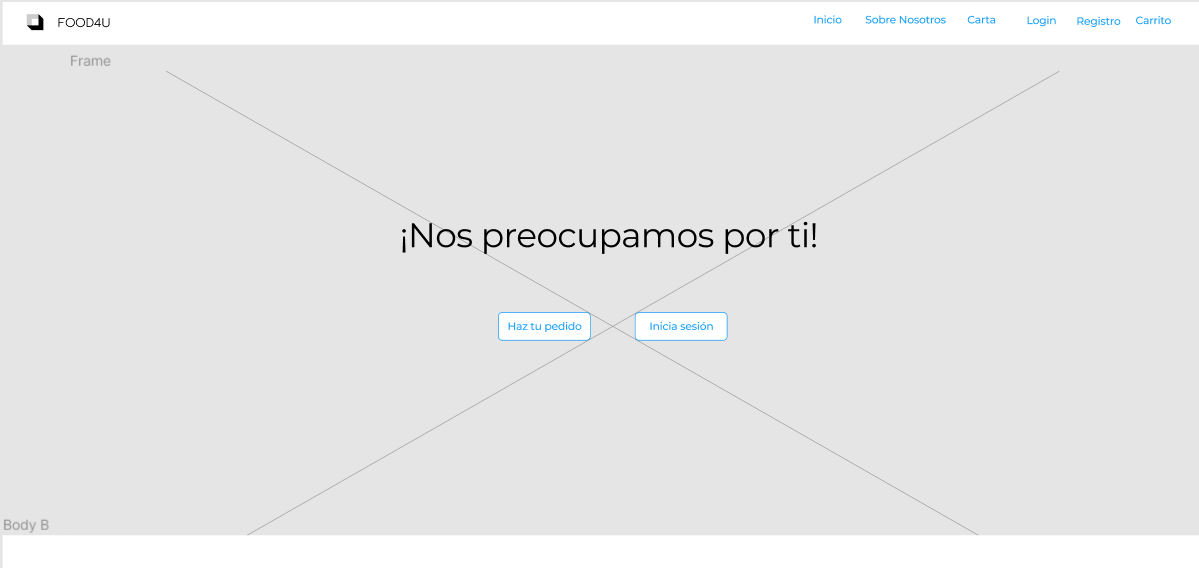 FOOD4U
Inicio Sobre Nosotros Carta Login Registro Carrito
Frame
¡Nos preocupamos por ti!
Haz tu pedido Inicia sesión
Body B